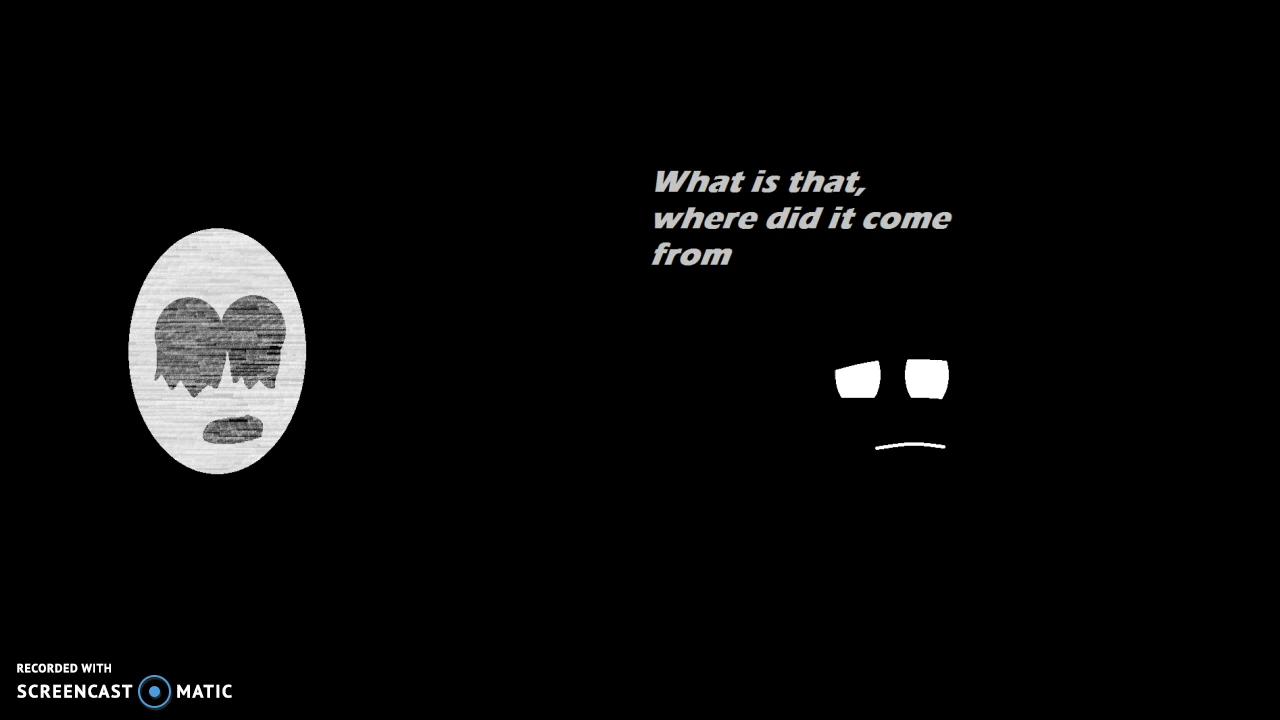 What is that,
where did it come
from
RECORDED WITH
SCREENCAST MATIC